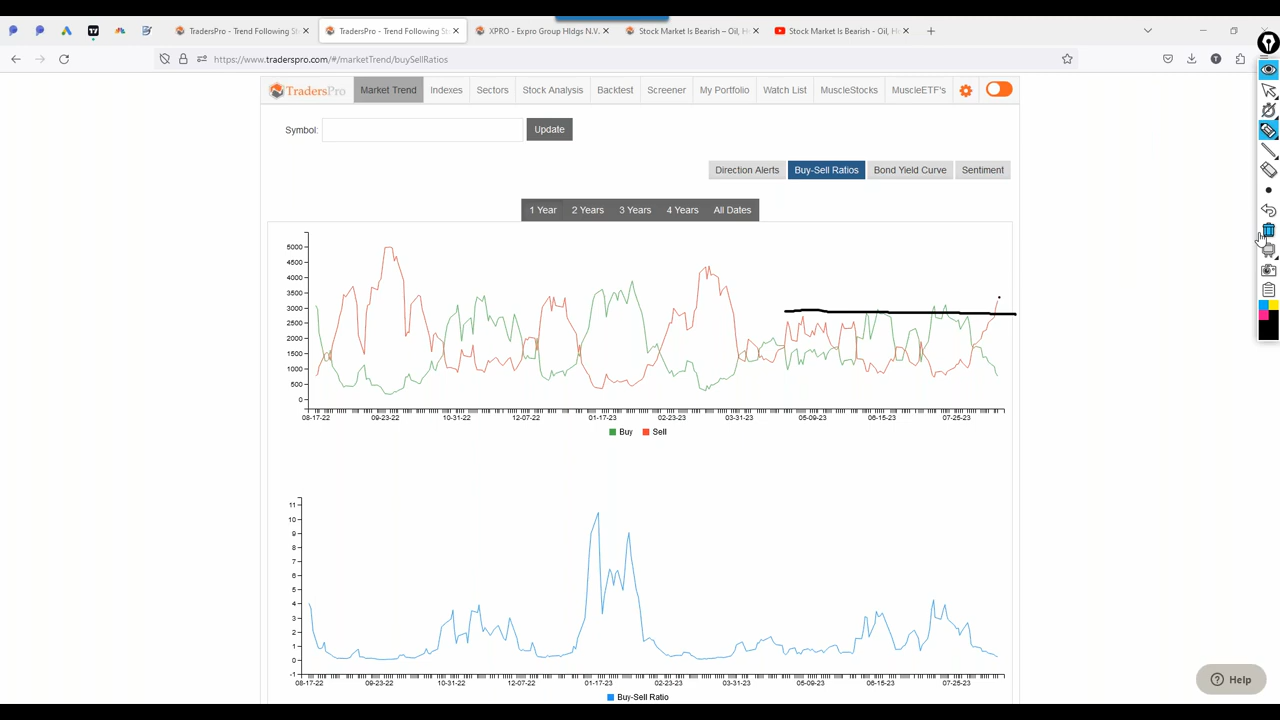 TradersPro - Trend Following St
TradersPro - Trend Following St
XPRO - Expro Group Hldgs N.V.
Stock Market Is Bearish – Oil, H
Stock Market Is Bearish - Oil, H
https://www.traderspro.com/#/marketTrend/buySellRatios
TradersPro
Market Trend
Indexes
Sectors
Stock Analysis
Backtest
Screener
My Portfolio
Watch List
MuscleStocks
MuscleETF's
Symbol:
Update
Direction Alerts
Buy-Sell Ratios
Bond Yield Curve
Sentiment
1 Year
2 Years
3 Years
4 Years
All Dates
5000
4500
4000
3500
3000
2500
2000
1500
1000
500
0
08-17-22
09-23-22
10-31-22
12-07-22
01-17-23
02-23-23
03-31-23
05-09-23
06-15-23
07-25-23
Buy
Sell
11
10
9
8
7
6
5
4
3
2
1
0
-1
08-17-22
09-23-22
10-31-22
12-07-22
01-17-23
02-23-23
03-31-23
05-09-23
06-15-23
07-25-23
Buy-Sell Ratio
Help